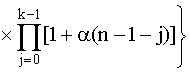 × ∏_{j=0}^{k−1} [1 + α(n − 1 − j)] }